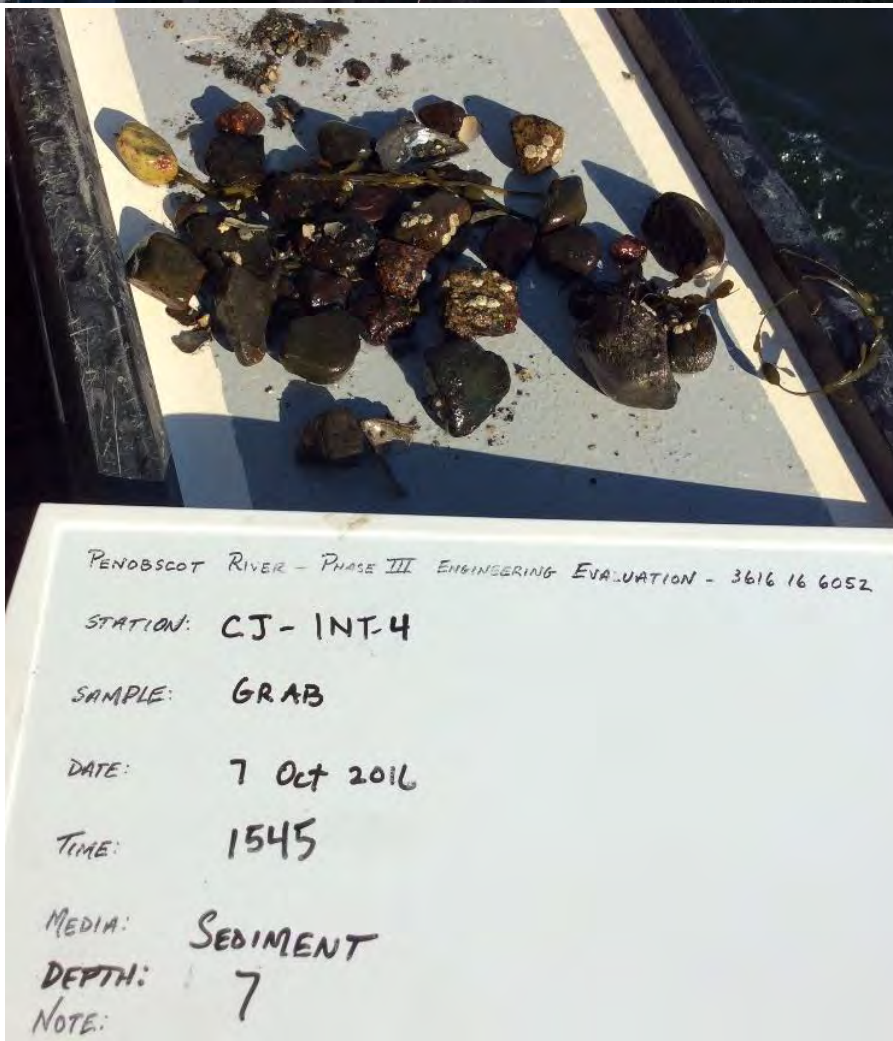 PENOBSCOT RIVER - PHASE III ENGINEERING EVALUATION - 3616 16 6052
STATION: CJ-INT-4
SAMPLE: GRAB
DATE: 7 Oct 2016
TIME: 1545
MEDIA: SEDIMENT
DEPTH: 7
NOTE: